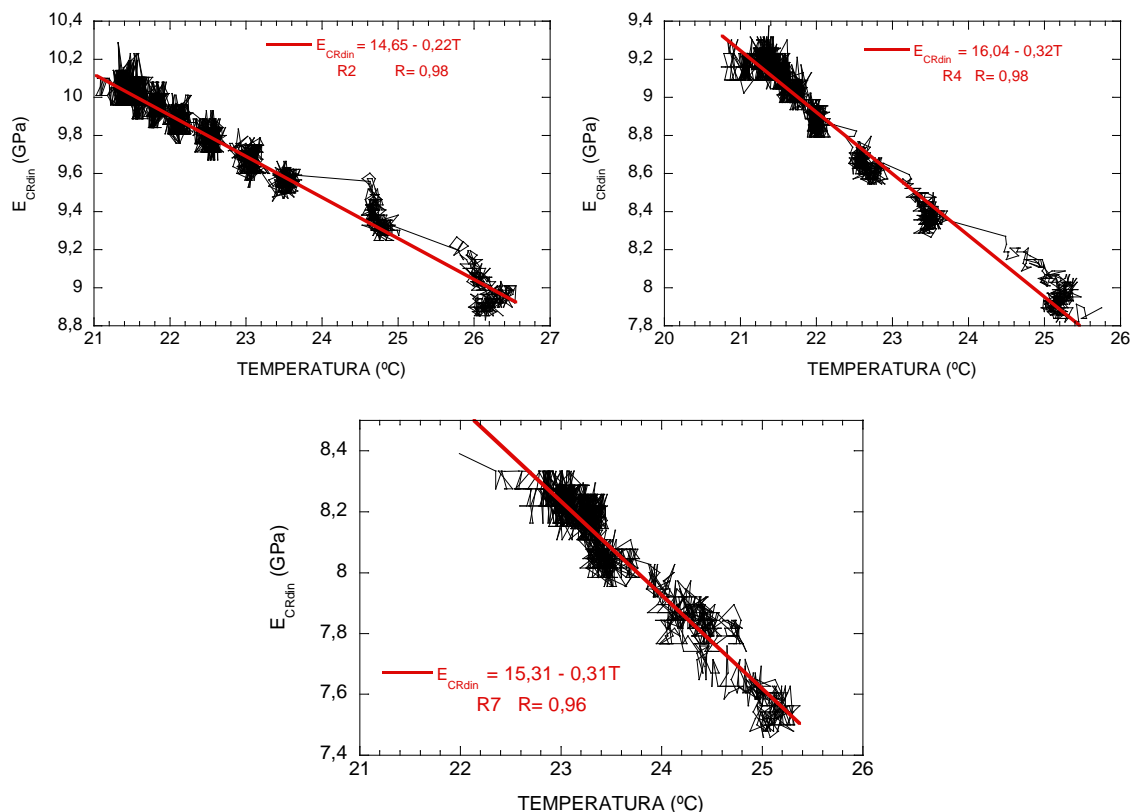 10,4
10,2
10
9,8
9,6
9,4
9,2
9
8,8
E_CRdin (GPa)
E_CRdin = 14,65 - 0,22T
R2 R= 0,98
21 22 23 24 25 26 27
TEMPERATURA (ºC)
9,4
9,2
9
8,8
8,6
8,4
8,2
8
7,8
E_CRdin (GPa)
E_CRdin = 16,04 - 0,32T
R4 R= 0,98
20 21 22 23 24 25 26
TEMPERATURA (ºC)
8,4
8,2
8
7,8
7,6
7,4
E_CRdin (GPa)
E_CRdin = 15,31 - 0,31T
R7 R= 0,96
21 22 23 24 25 26
TEMPERATURA (ºC)